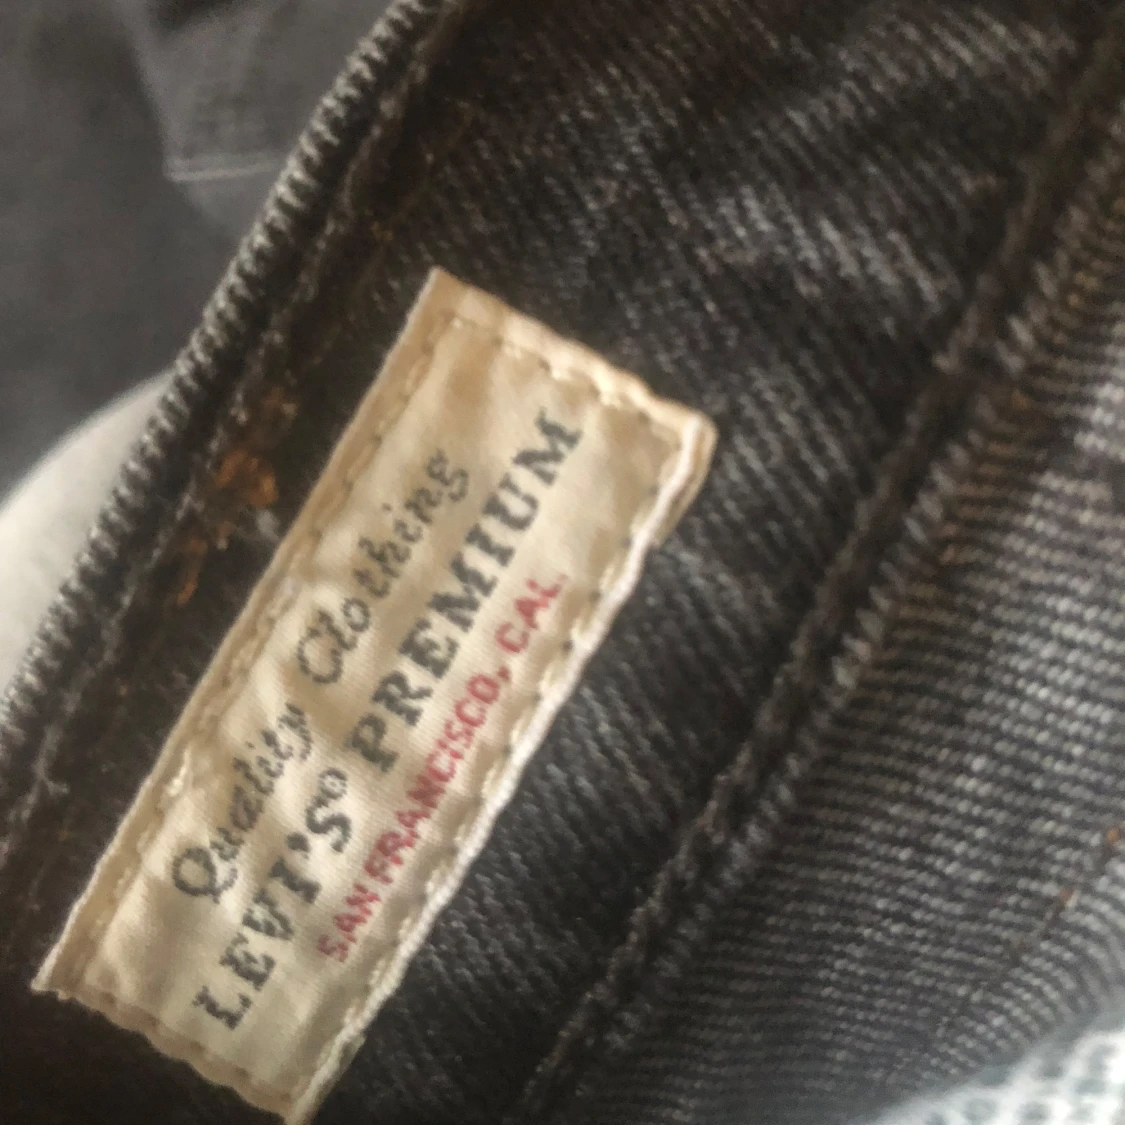 Quality Clothing
LEVI'S® PREMIUM
SAN FRANCISCO, CAL.